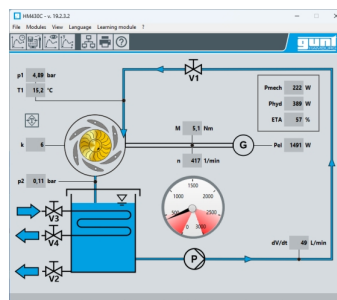 HM430C - v. 19.2.3.2
File Modules View Language Learning module ?
gunt
V1
p1 4,89 bar
T1 15,2 °C
Pmech 222 W
Phyd 389 W
ETA 57 %
M 5,1 Nm
k 6
G
Pel 1491 W
n 417 1/min
p2 0,11 bar
1500
1000 2000
500 2500
0 3000
V3
V4
V2
P
dV/dt 49 L/min